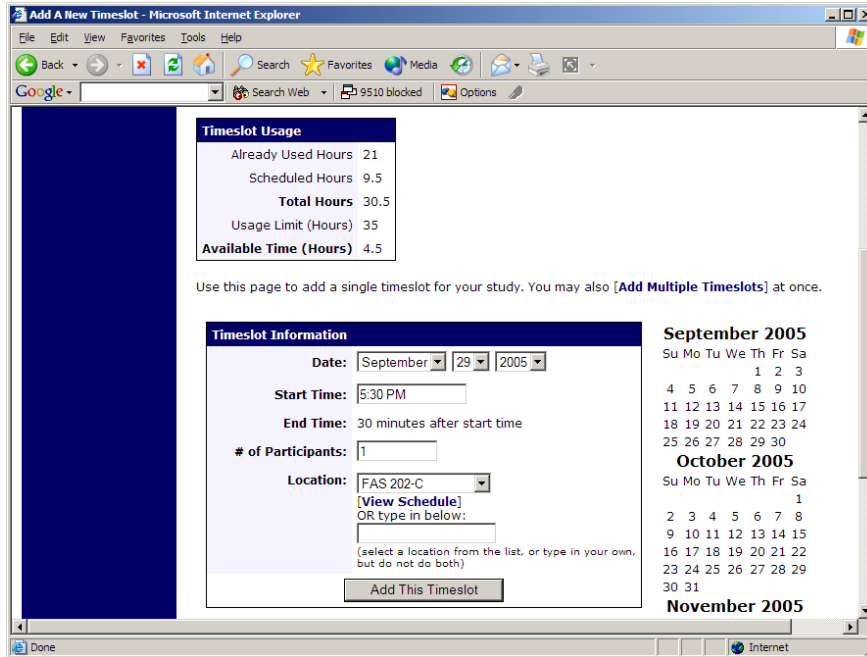 Add A New Timeslot - Microsoft Internet Explorer
File Edit View Favorites Tools Help
Back Search Favorites Media
Google Search Web 9510 blocked Options
Timeslot Usage
Already Used Hours 21
Scheduled Hours 9.5
Total Hours 30.5
Usage Limit (Hours) 35
Available Time (Hours) 4.5
Use this page to add a single timeslot for your study. You may also [Add Multiple Timeslots] at once.
Timeslot Information
Date: September 29 2005
Start Time: 5:30 PM
End Time: 30 minutes after start time
# of Participants: 1
Location: FAS 202-C
[View Schedule]
OR type in below:
(select a location from the list, or type in your own,
but do not do both)
Add This Timeslot
September 2005
Su Mo Tu We Th Fr Sa
1 2 3
4 5 6 7 8 9 10
11 12 13 14 15 16 17
18 19 20 21 22 23 24
25 26 27 28 29 30
October 2005
Su Mo Tu We Th Fr Sa
1
2 3 4 5 6 7 8
9 10 11 12 13 14 15
16 17 18 19 20 21 22
23 24 25 26 27 28 29
30 31
November 2005
Done Internet